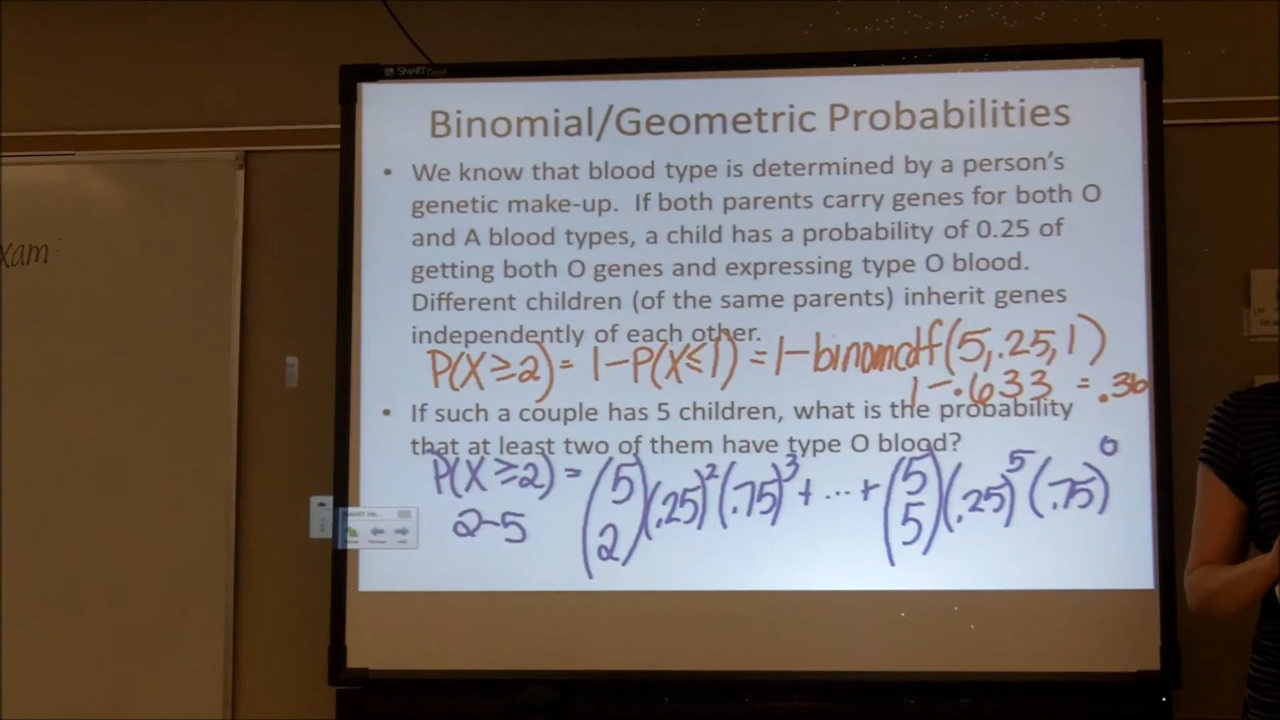 SMART Board
Binomial/Geometric Probabilities
• We know that blood type is determined by a person's
genetic make-up. If both parents carry genes for both O
and A blood types, a child has a probability of 0.25 of
getting both O genes and expressing type O blood.
Different children (of the same parents) inherit genes
independently of each other.
P(X≥2) = 1-P(X≤1) = 1-binomcdf(5,.25,1)
1-.633 = .36
• If such a couple has 5 children, what is the probability
that at least two of them have type O blood?
P(X≥2) = (5 2)(.25)²(.75)³ + ... + (5 5)(.25)⁵(.75)⁰
2-5
xam: